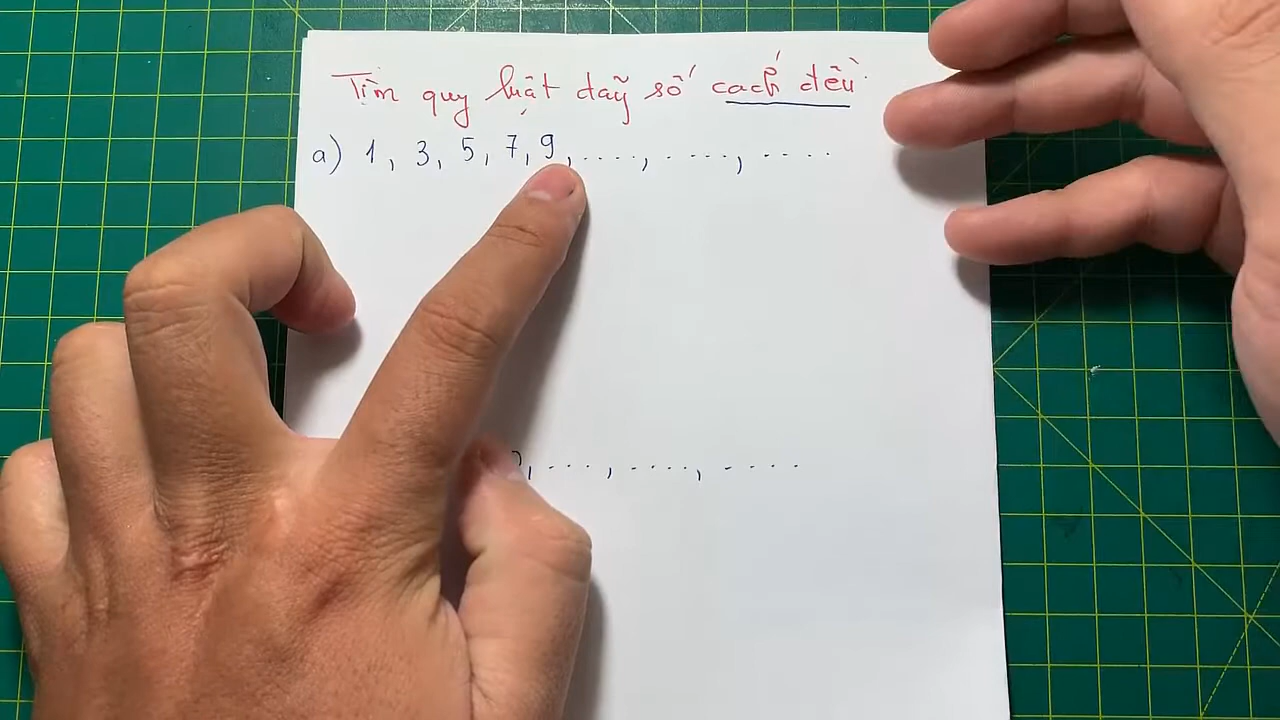 Tìm quy luật dãy số cách đều
a) 1, 3, 5, 7, 9, ...., ...., ....
, ...., ...., ....